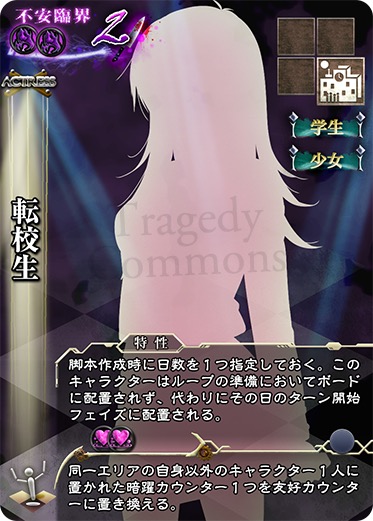 不安臨界
2
ACTRESS
学生
少女
転校生
Tragedy
Commons
特性
脚本作成時に日数を１つ指定しておく。この
キャラクターはループの準備においてボード
に配置されず、代わりにその日のターン開始
フェイズに配置される。
同一エリアの自身以外のキャラクター１人に
置かれた暗躍カウンター１つを友好カウンター
に置き換える。